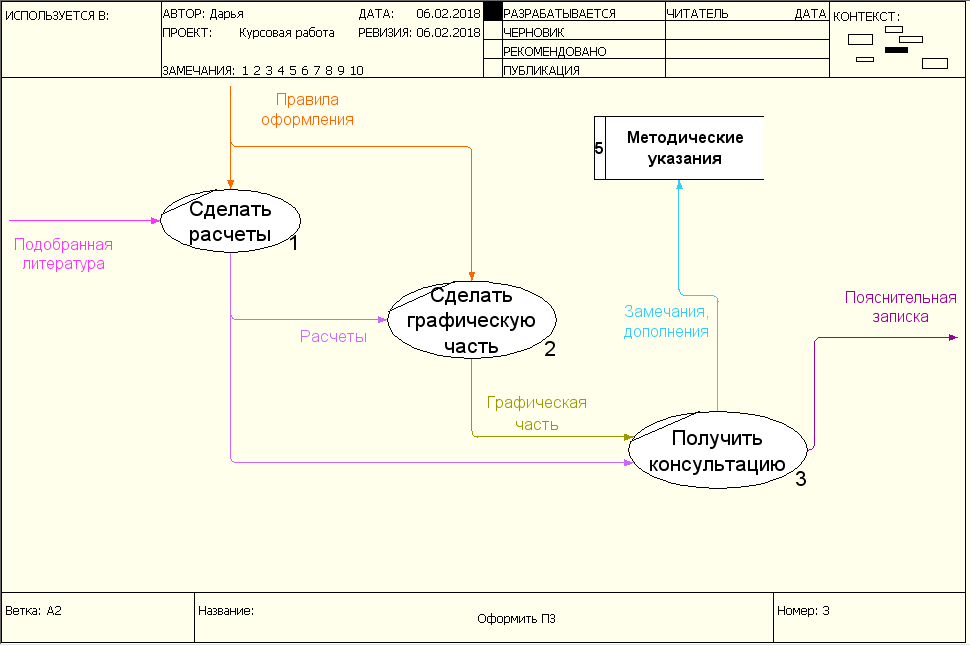 ИСПОЛЬЗУЕТСЯ В:
АВТОР: Дарья
ДАТА: 06.02.2018
ПРОЕКТ: Курсовая работа
РЕВИЗИЯ: 06.02.2018
ЗАМЕЧАНИЯ: 1 2 3 4 5 6 7 8 9 10
РАЗРАБАТЫВАЕТСЯ
ЧЕРНОВИК
РЕКОМЕНДОВАНО
ПУБЛИКАЦИЯ
ЧИТАТЕЛЬ
ДАТА
КОНТЕКСТ:
Правила
оформления
5
Методические
указания
Сделать
расчеты
1
Подобранная
литература
Сделать
графическую
часть
2
Расчеты
Замечания,
дополнения
Пояснительная
записка
Графическая
часть
Получить
консультацию
3
Ветка: A2
Название:
Оформить ПЗ
Номер: 3